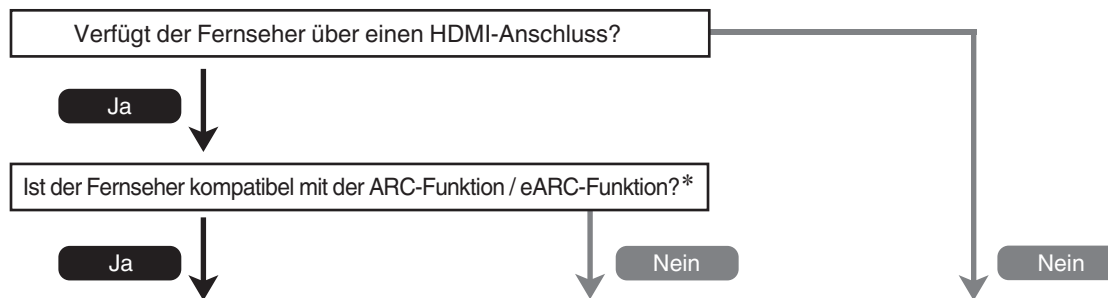 Verfügt der Fernseher über einen HDMI-Anschluss?
Ja
Ist der Fernseher kompatibel mit der ARC-Funktion / eARC-Funktion?*
Ja
Nein
Nein